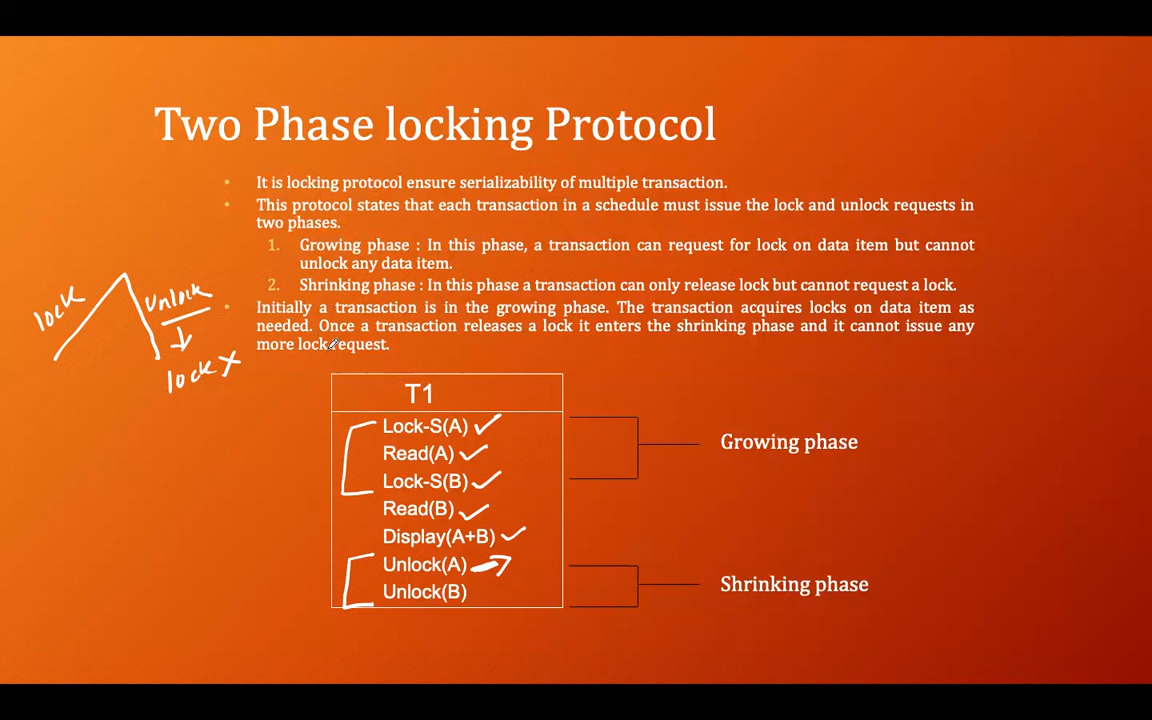 Two Phase locking Protocol
• It is locking protocol ensure serializability of multiple transaction.
• This protocol states that each transaction in a schedule must issue the lock and unlock requests in
two phases.
1. Growing phase : In this phase, a transaction can request for lock on data item but cannot
unlock any data item.
2. Shrinking phase : In this phase a transaction can only release lock but cannot request a lock.
• Initially a transaction is in the growing phase. The transaction acquires locks on data item as
needed. Once a transaction releases a lock it enters the shrinking phase and it cannot issue any
more lock request.
lock
unlock
lock X
T1
Lock-S(A)
Read(A)
Lock-S(B)
Read(B)
Display(A+B)
Unlock(A)
Unlock(B)
Growing phase
Shrinking phase